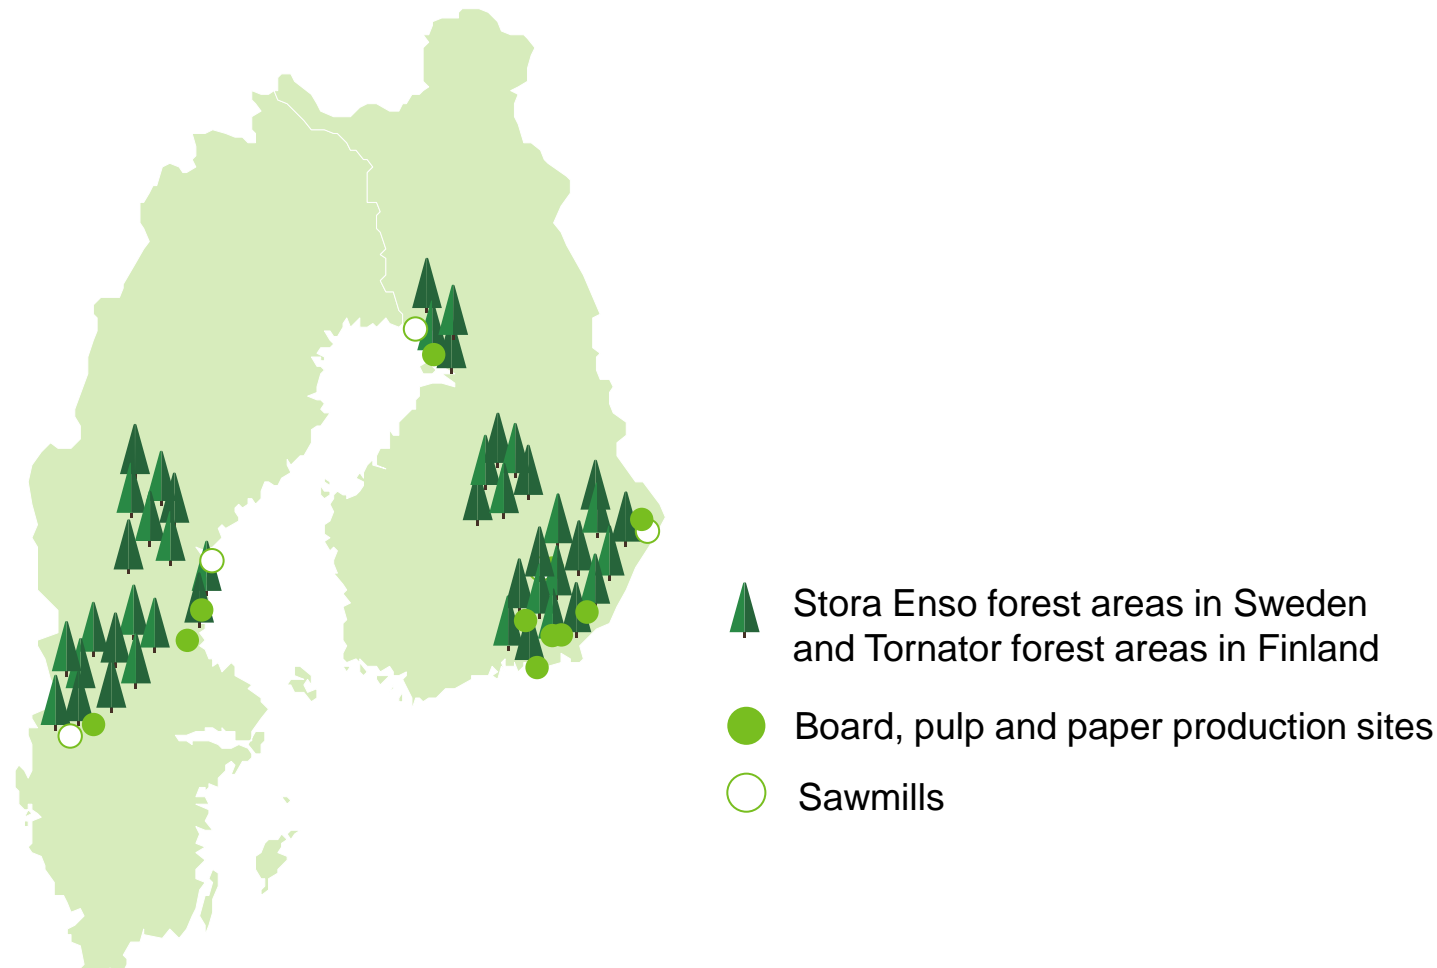 Stora Enso forest areas in Sweden
and Tornator forest areas in Finland
Board, pulp and paper production sites
Sawmills